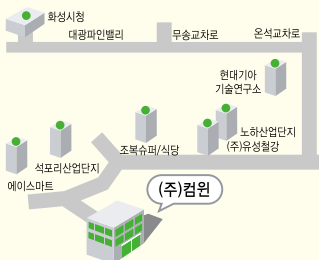 화성시청
대광파인밸리
무송교차로
온석교차로
현대기아
기술연구소
노하산업단지
(주)유성철강
조복슈퍼/식당
석포리산업단지
에이스마트
(주)컴윈